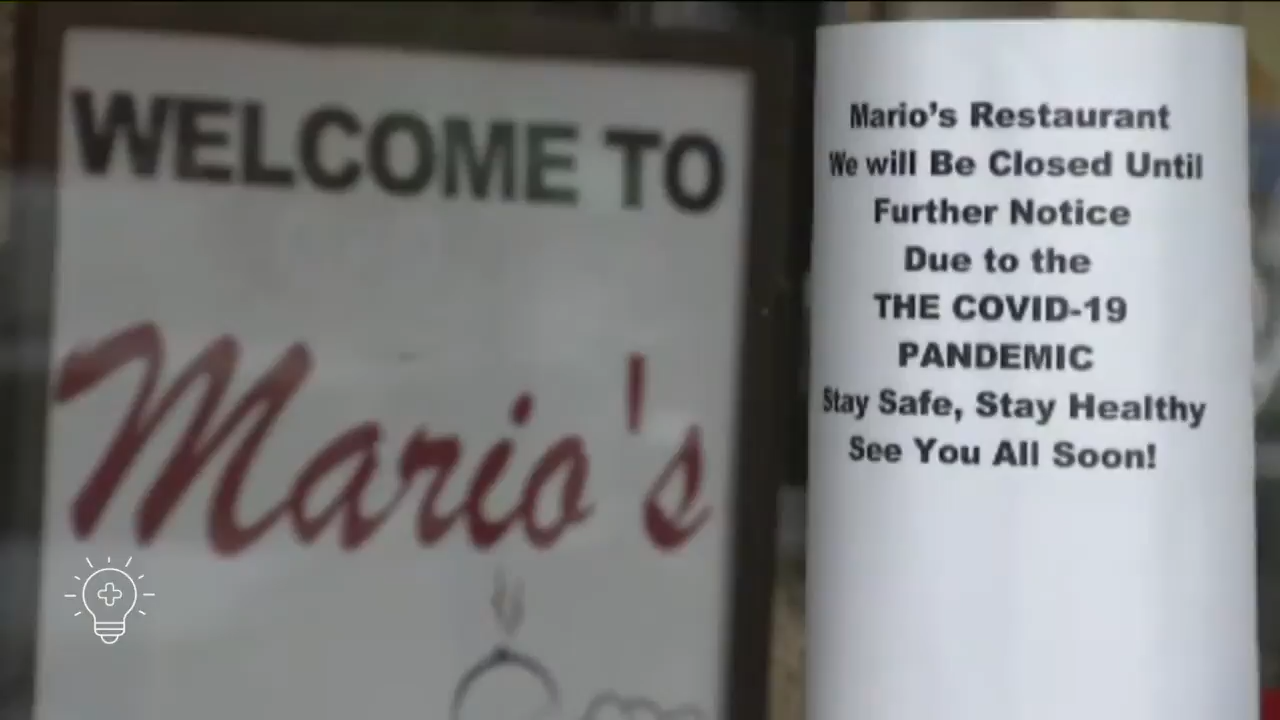 WELCOME TO
Mario's
Mario's Restaurant
We will Be Closed Until
Further Notice
Due to the
THE COVID-19
PANDEMIC
Stay Safe, Stay Healthy
See You All Soon!